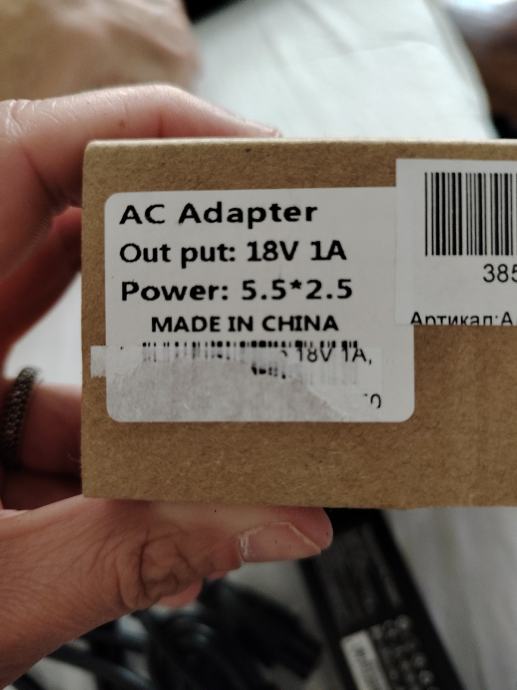 AC Adapter
Out put: 18V 1A
Power: 5.5*2.5
MADE IN CHINA
18V 1A,
385
Артикал:А